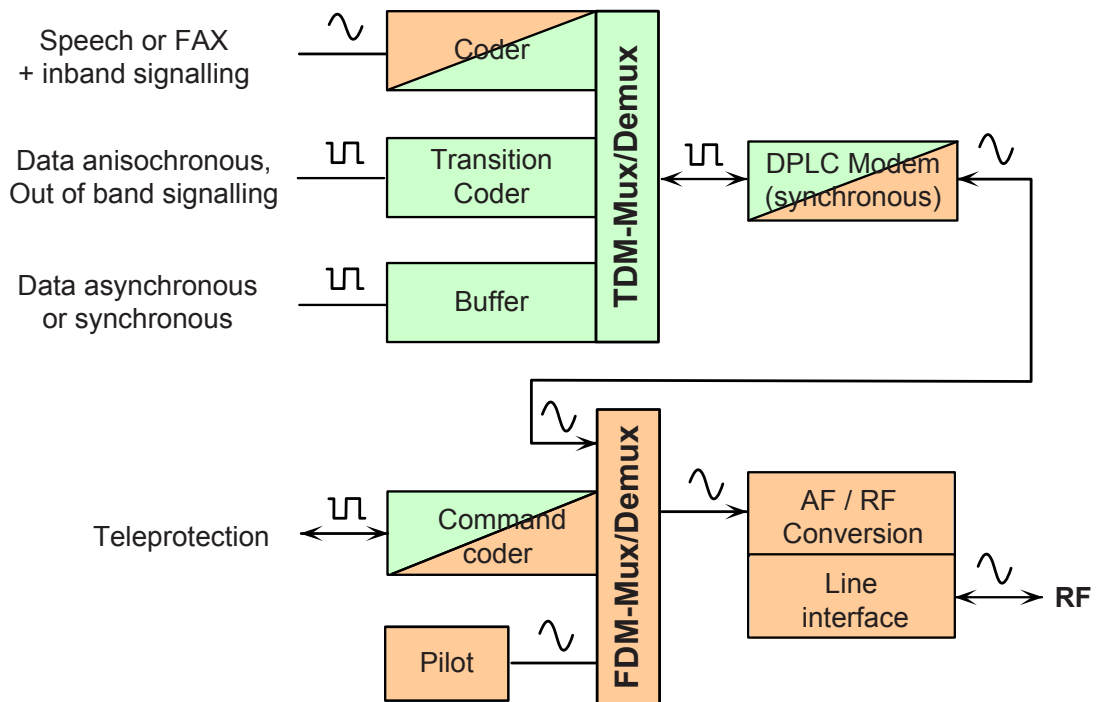 Speech or FAX
+ inband signalling
Coder
Data anisochronous,
Out of band signalling
Transition
Coder
Data asynchronous
or synchronous
Buffer
TDM-Mux/Demux
DPLC Modem
(synchronous)
Teleprotection
Command
coder
Pilot
FDM-Mux/Demux
AF / RF
Conversion
Line
interface
RF